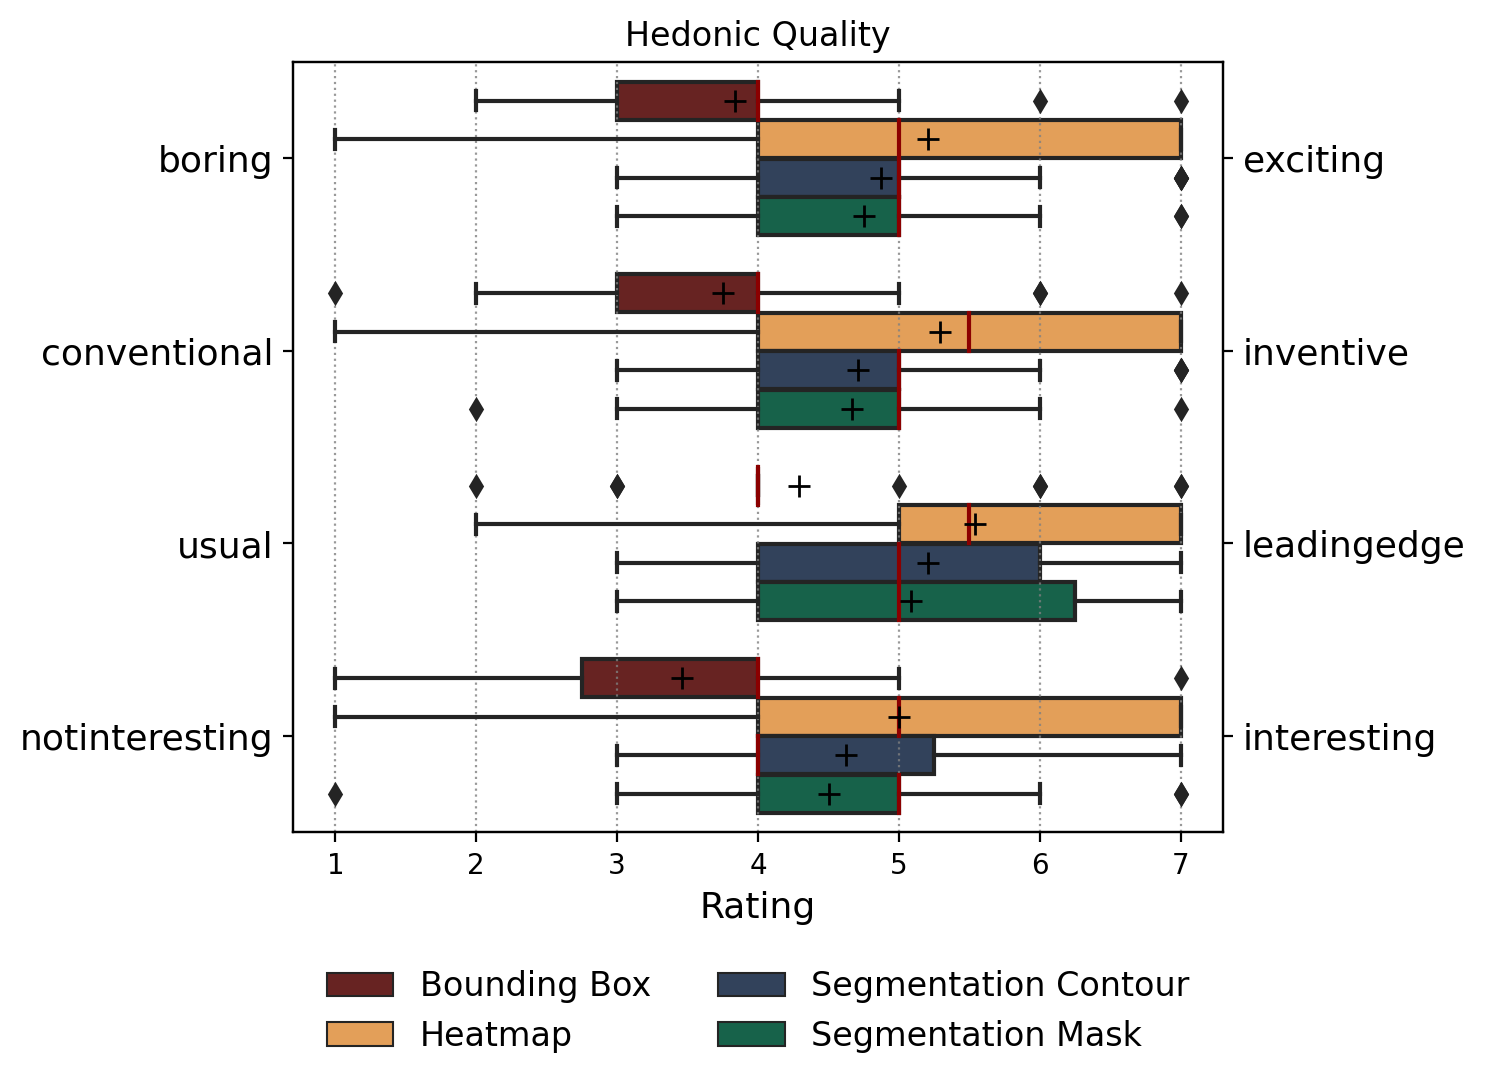 Hedonic Quality
boring
exciting
conventional
inventive
usual
leadingedge
notinteresting
interesting
1 2 3 4 5 6 7
Rating
Bounding Box
Segmentation Contour
Heatmap
Segmentation Mask